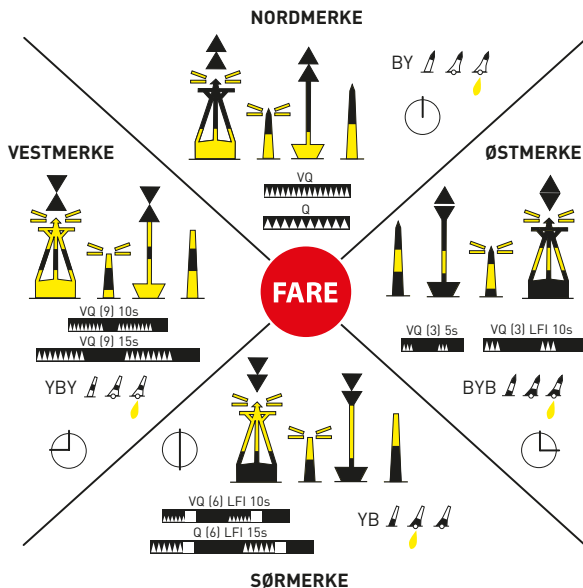 NORDMERKE
BY
VESTMERKE
ØSTMERKE
VQ
Q
FARE
VQ (9) 10s
VQ (9) 15s
YBY
VQ (3) 5s
VQ (3) LFI 10s
BYB
VQ (6) LFI 10s
Q (6) LFI 15s
YB
SØRMERKE